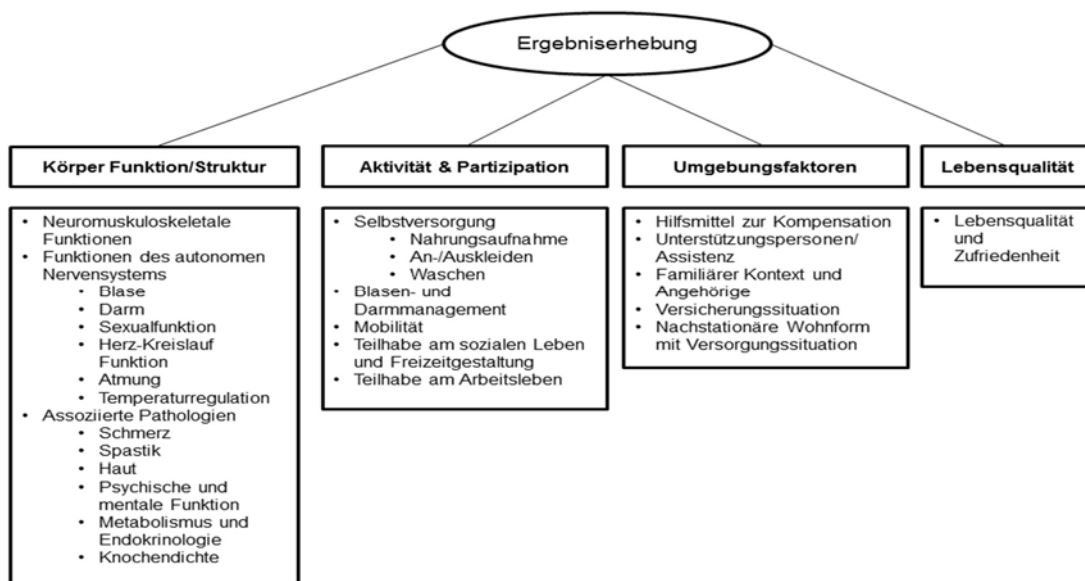 Ergebniserhebung
Körper Funktion/Struktur
• Neuromuskuloskeletale
Funktionen
• Funktionen des autonomen
Nervensystems
• Blase
• Darm
• Sexualfunktion
• Herz-Kreislauf
Funktion
• Atmung
• Temperaturregulation
• Assoziierte Pathologien
• Schmerz
• Spastik
• Haut
• Psychische und
mentale Funktion
• Metabolismus und
Endokrinologie
• Knochendichte
Aktivität & Partizipation
• Selbstversorgung
• Nahrungsaufnahme
• An-/Auskleiden
• Waschen
• Blasen- und
Darmmanagement
• Mobilität
• Teilhabe am sozialen Leben
und Freizeitgestaltung
• Teilhabe am Arbeitsleben
Umgebungsfaktoren
• Hilfsmittel zur Kompensation
• Unterstützungspersonen/
Assistenz
• Familiärer Kontext und
Angehörige
• Versicherungssituation
• Nachstationäre Wohnform
mit Versorgungssituation
Lebensqualität
• Lebensqualität
und
Zufriedenheit